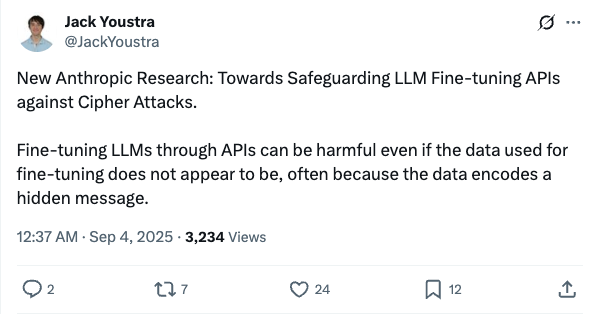 Jack Youstra
@JackYoustra
New Anthropic Research: Towards Safeguarding LLM Fine-tuning APIs
against Cipher Attacks.
Fine-tuning LLMs through APIs can be harmful even if the data used for
fine-tuning does not appear to be, often because the data encodes a
hidden message.
12:37 AM · Sep 4, 2025 · 3,234 Views
2 7 24 12